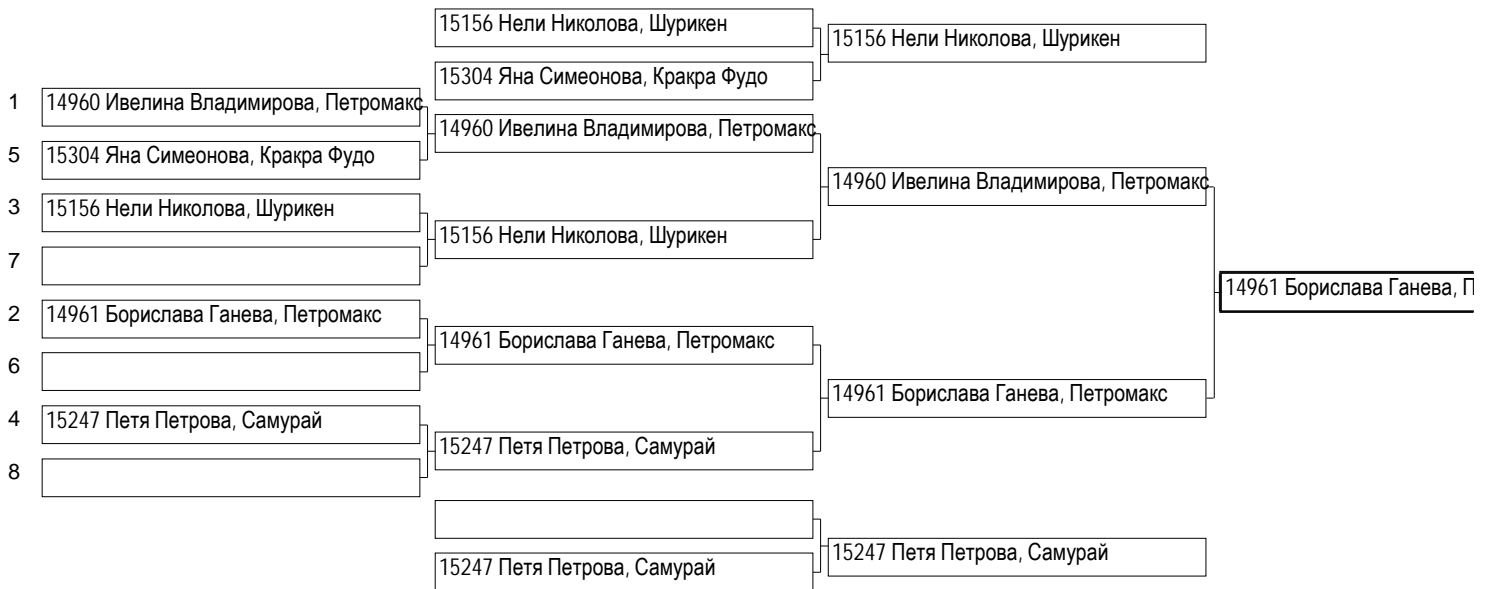 15156 Нели Николова, Шурикен
15156 Нели Николова, Шурикен
15304 Яна Симеонова, Кракра Фудо
1 14960 Ивелина Владимирова, Петромакс
14960 Ивелина Владимирова, Петромакс
5 15304 Яна Симеонова, Кракра Фудо
14960 Ивелина Владимирова, Петромакс
3 15156 Нели Николова, Шурикен
15156 Нели Николова, Шурикен
7
14961 Борислава Ганева, П
2 14961 Борислава Ганева, Петромакс
14961 Борислава Ганева, Петромакс
6
14961 Борислава Ганева, Петромакс
4 15247 Петя Петрова, Самурай
15247 Петя Петрова, Самурай
8
15247 Петя Петрова, Самурай
15247 Петя Петрова, Самурай